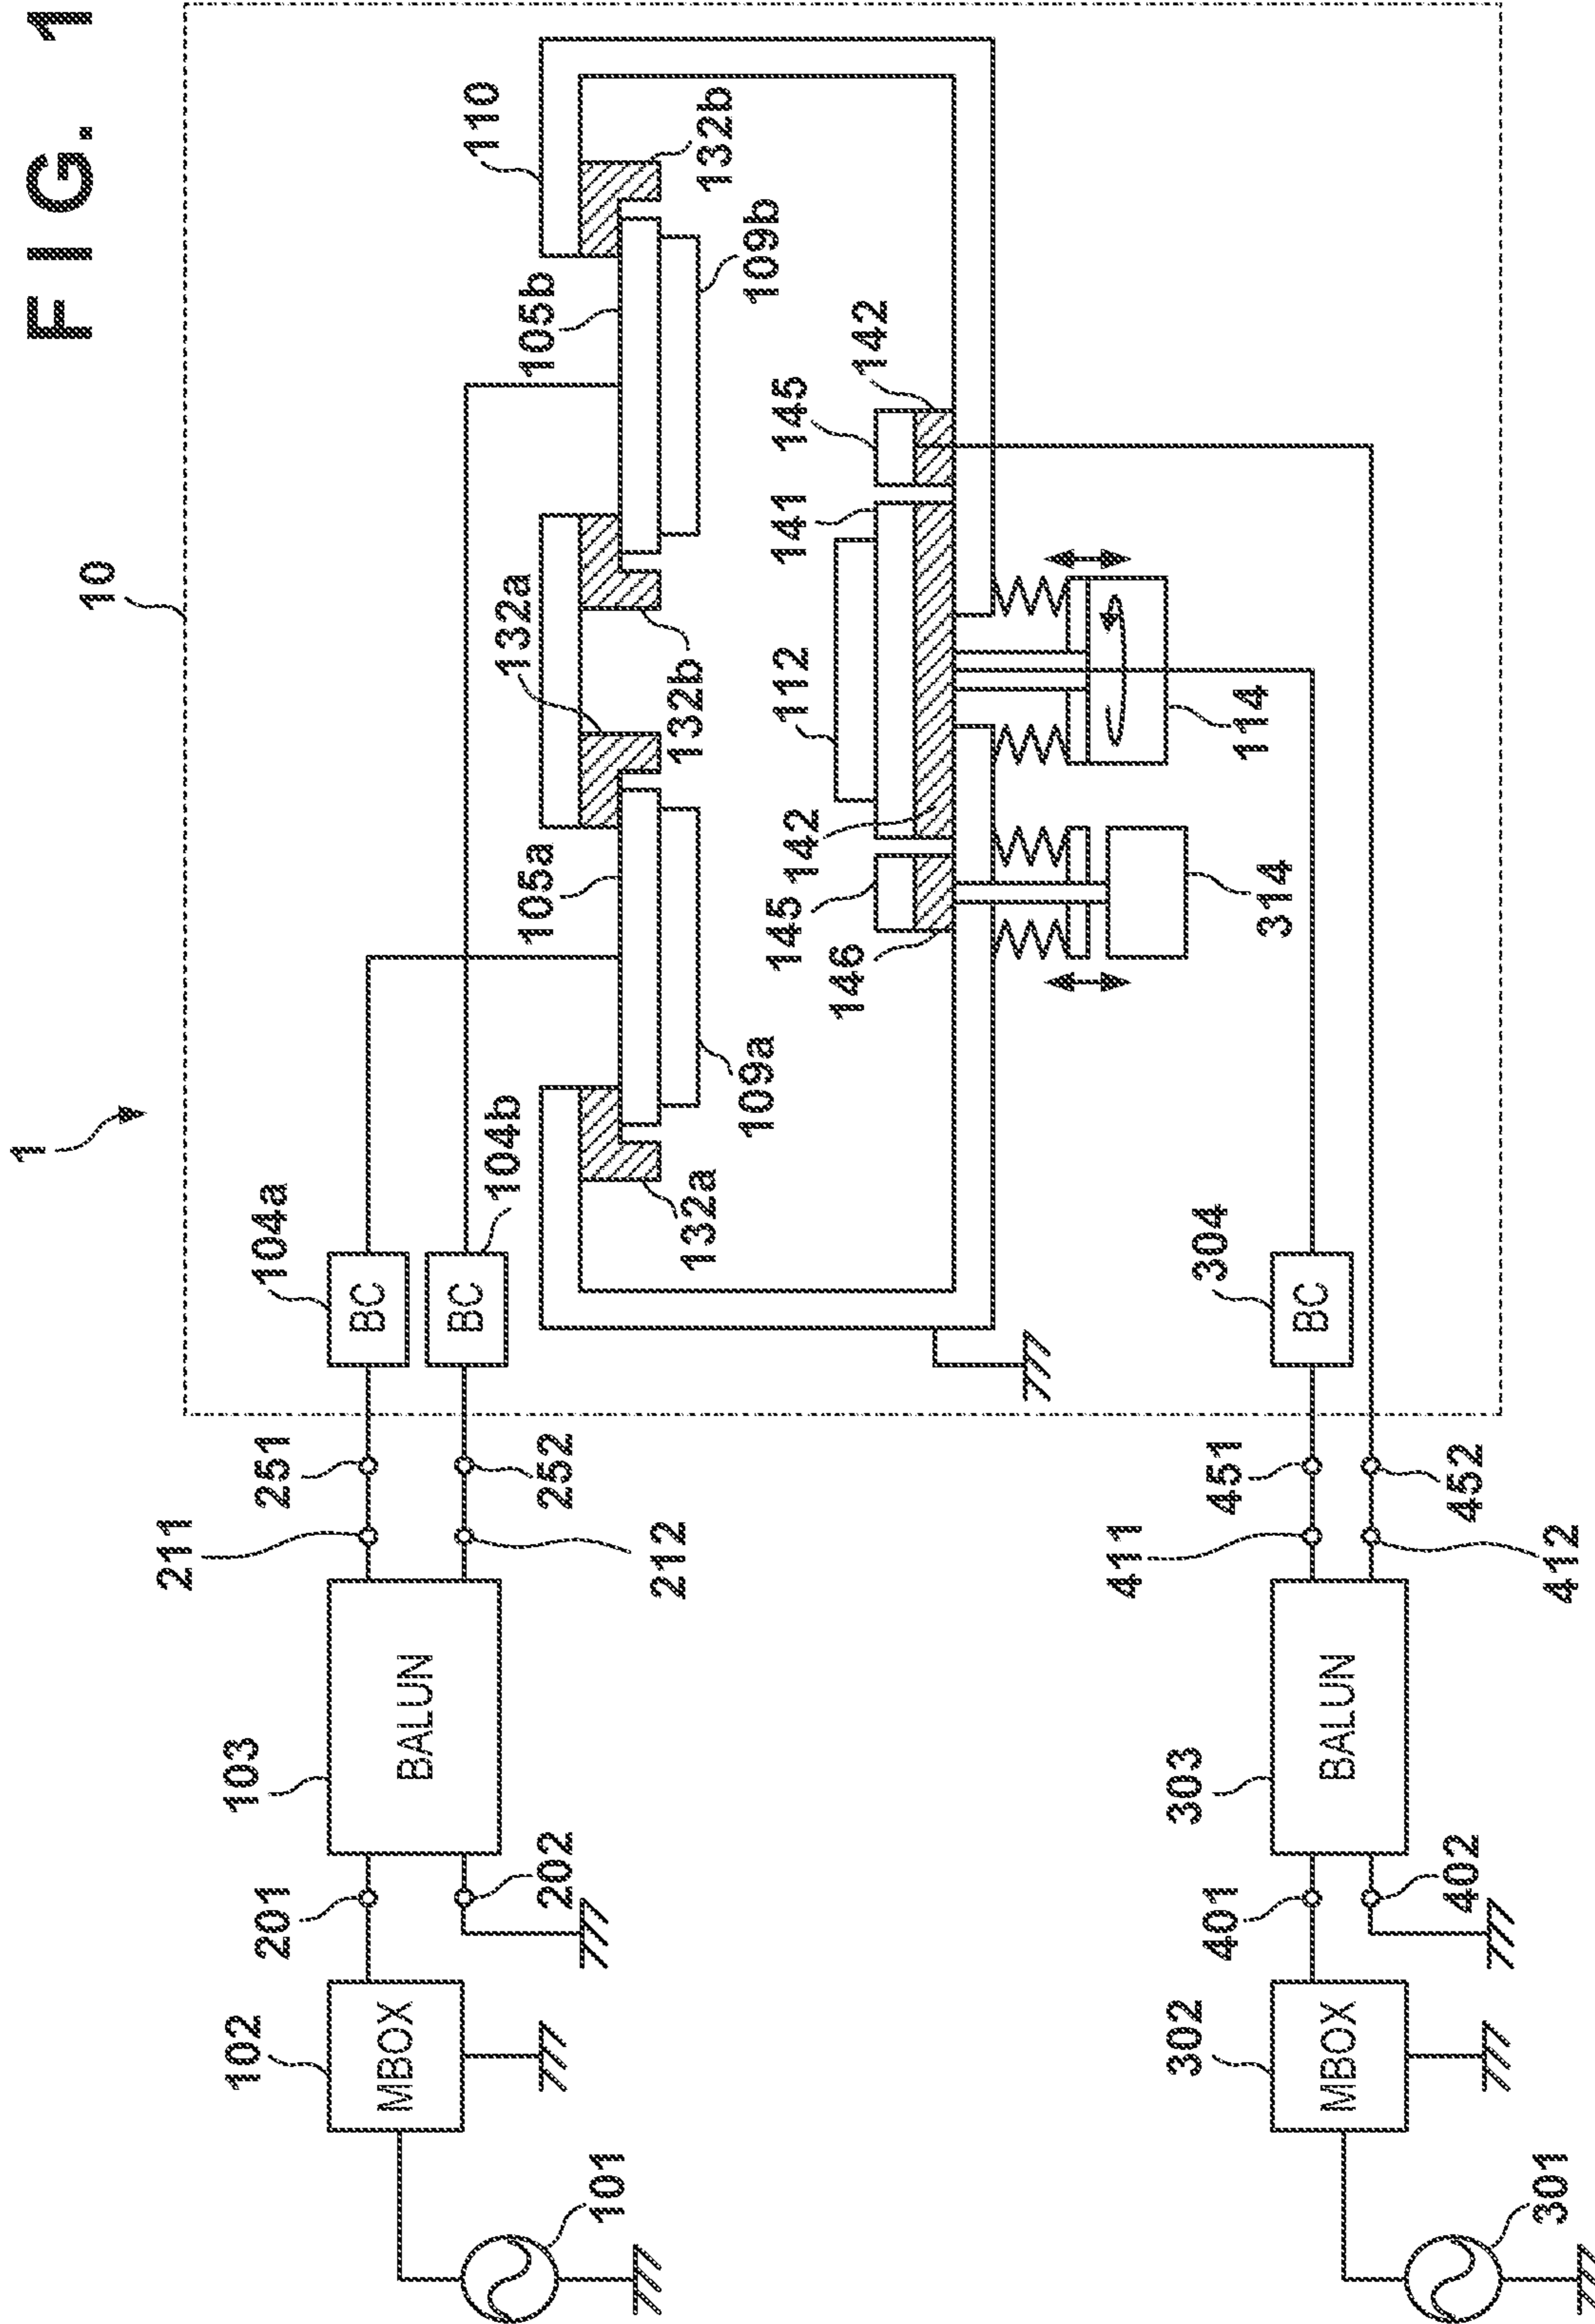 FIG. 1
1
10
104a
BC
104b
BC
251
211
252
212
103
BALUN
201
202
102
MBOX
101
110
132b
105b
109b
132a
132b
105a
109a
132a
142
145
141
112
142
145
146
114
314
304
BC
451
411
452
412
303
BALUN
401
402
302
MBOX
301